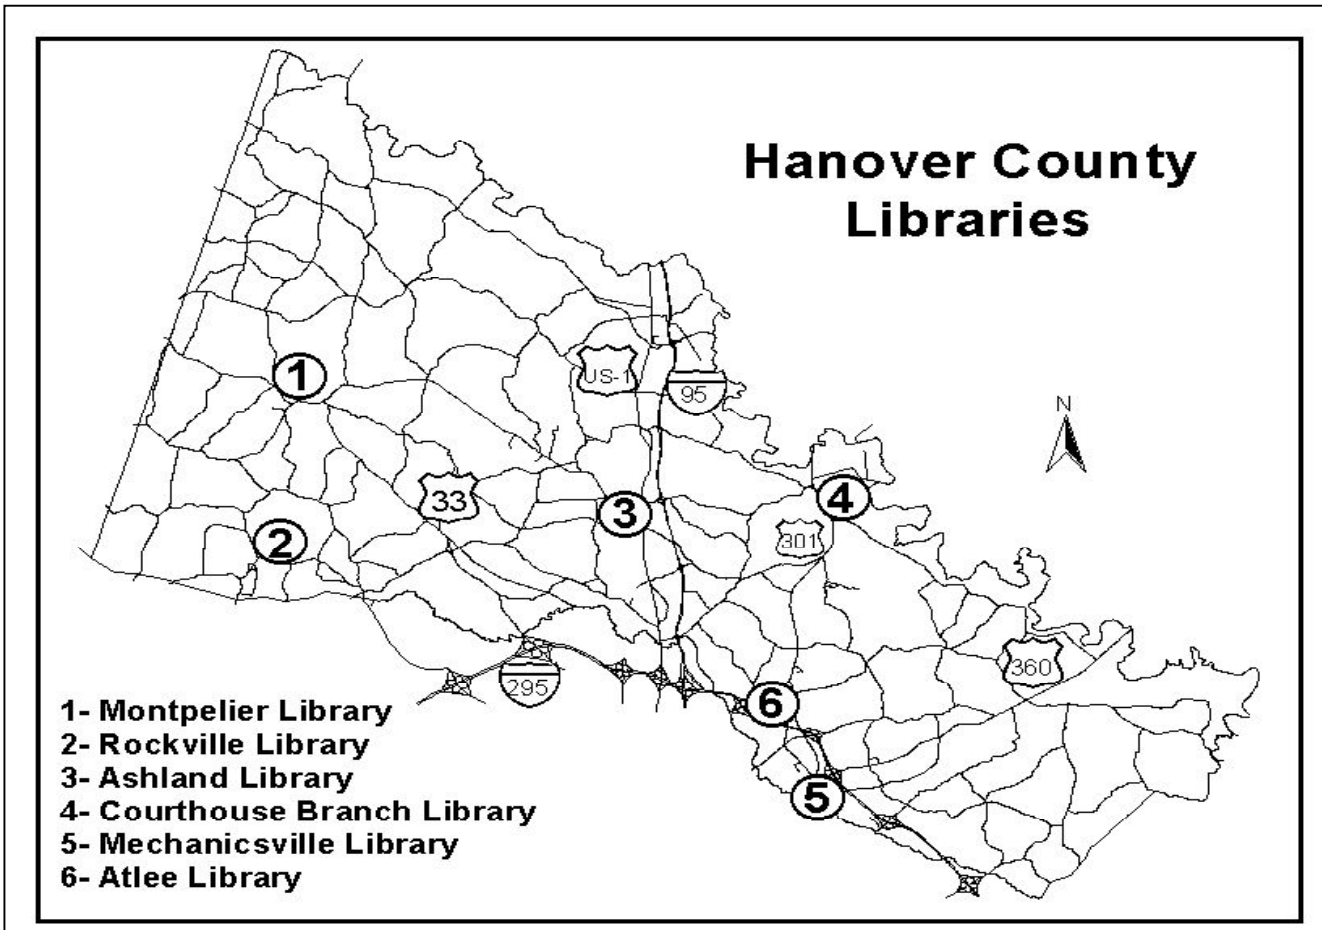 Hanover County
Libraries
1
US-1
95
N
33
3
4
301
2
360
295
6
5
1- Montpelier Library
2- Rockville Library
3- Ashland Library
4- Courthouse Branch Library
5- Mechanicsville Library
6- Atlee Library